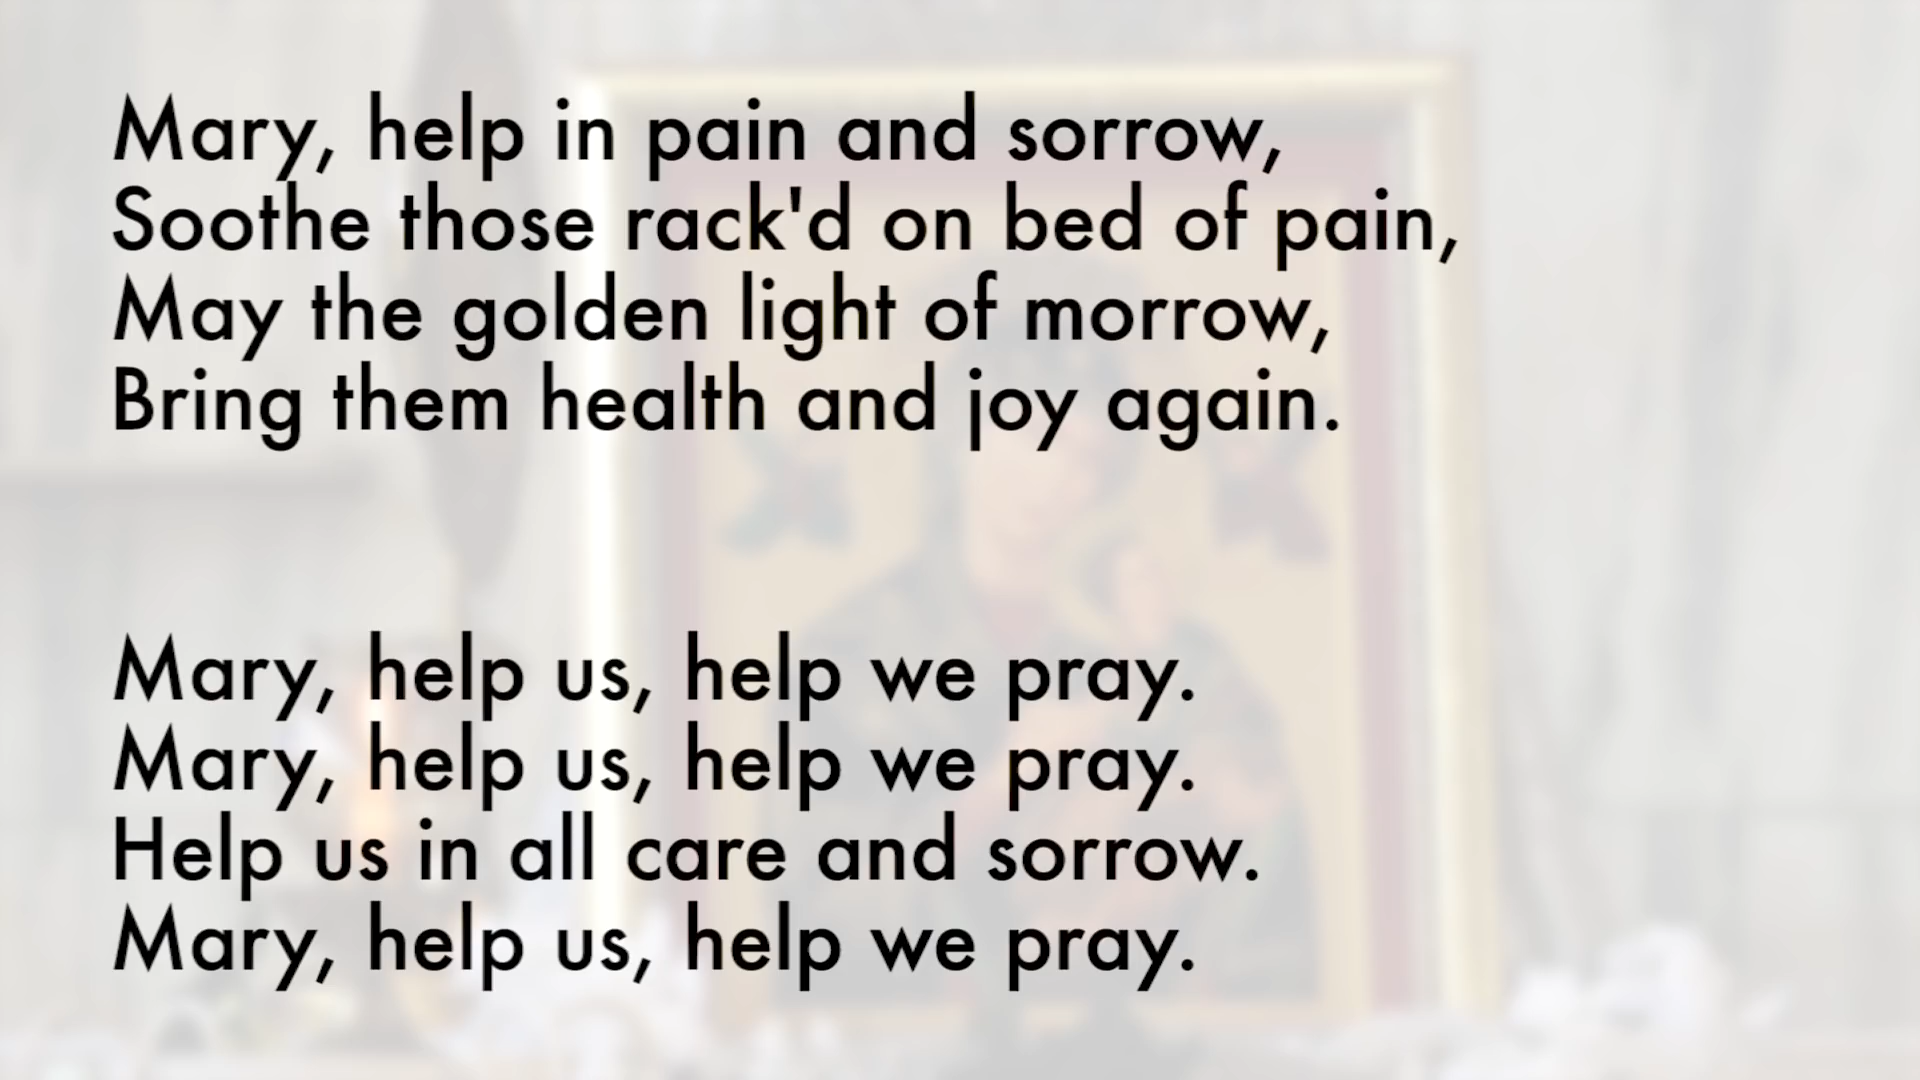 Mary, help in pain and sorrow,
Soothe those rack'd on bed of pain,
May the golden light of morrow,
Bring them health and joy again.
Mary, help us, help we pray.
Mary, help us, help we pray.
Help us in all care and sorrow.
Mary, help us, help we pray.